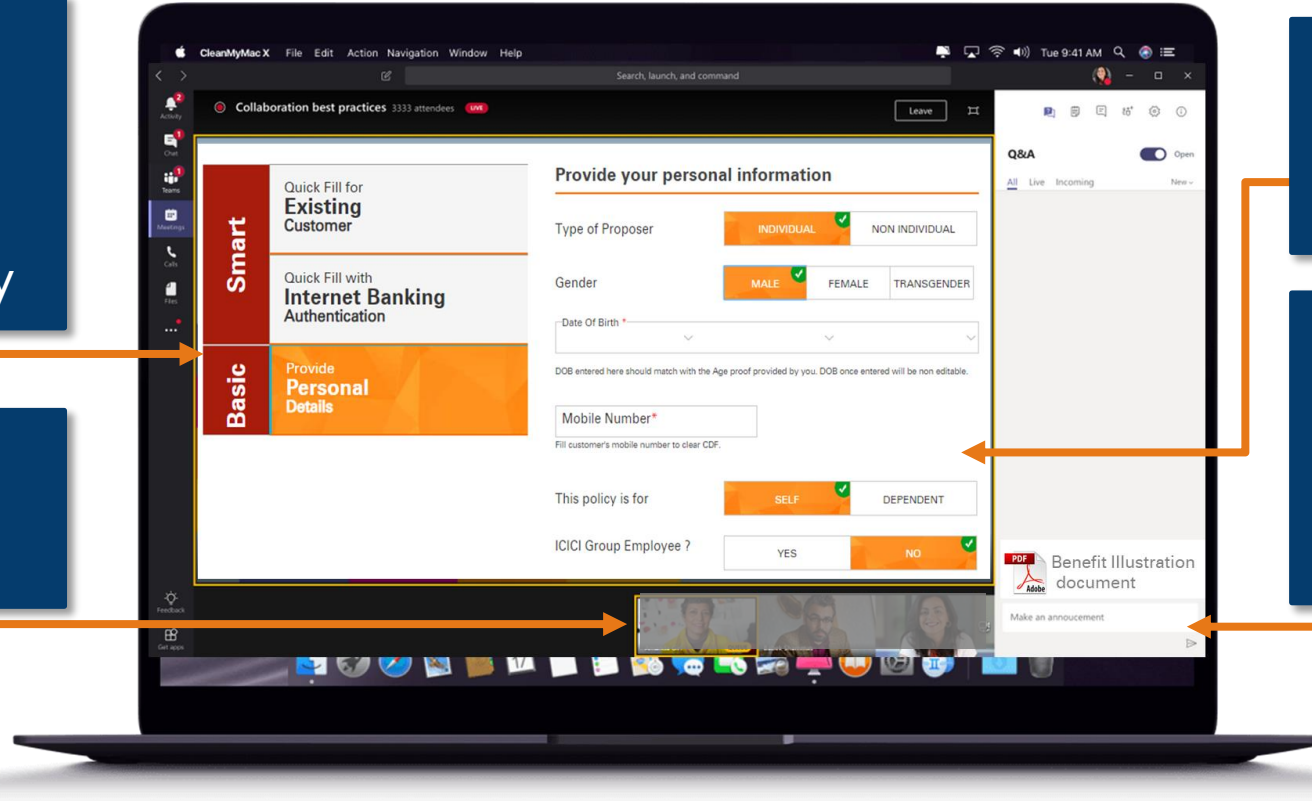 y
CleanMyMac X File Edit Action Navigation Window Help
Tue 9:41 AM
Search, launch, and command
Activity
2
Chat
1
Teams
1
Meetings
Calls
Files
Feedback
Get apps
Collaboration best practices 3333 attendees LIVE
Leave
Smart
Quick Fill for
Existing
Customer
Quick Fill with
Internet Banking
Authentication
Basic
Provide
Personal
Details
Provide your personal information
Type of Proposer INDIVIDUAL NON INDIVIDUAL
Gender MALE FEMALE TRANSGENDER
Date Of Birth *
DOB entered here should match with the Age proof provided by you. DOB once entered will be non editable.
Mobile Number*
Fill customer's mobile number to clear CDF.
This policy is for SELF DEPENDENT
ICICI Group Employee ? YES NO
Q&A Open
All Live Incoming New
PDF
Adobe
Benefit Illustration
document
Make an annoucement
17